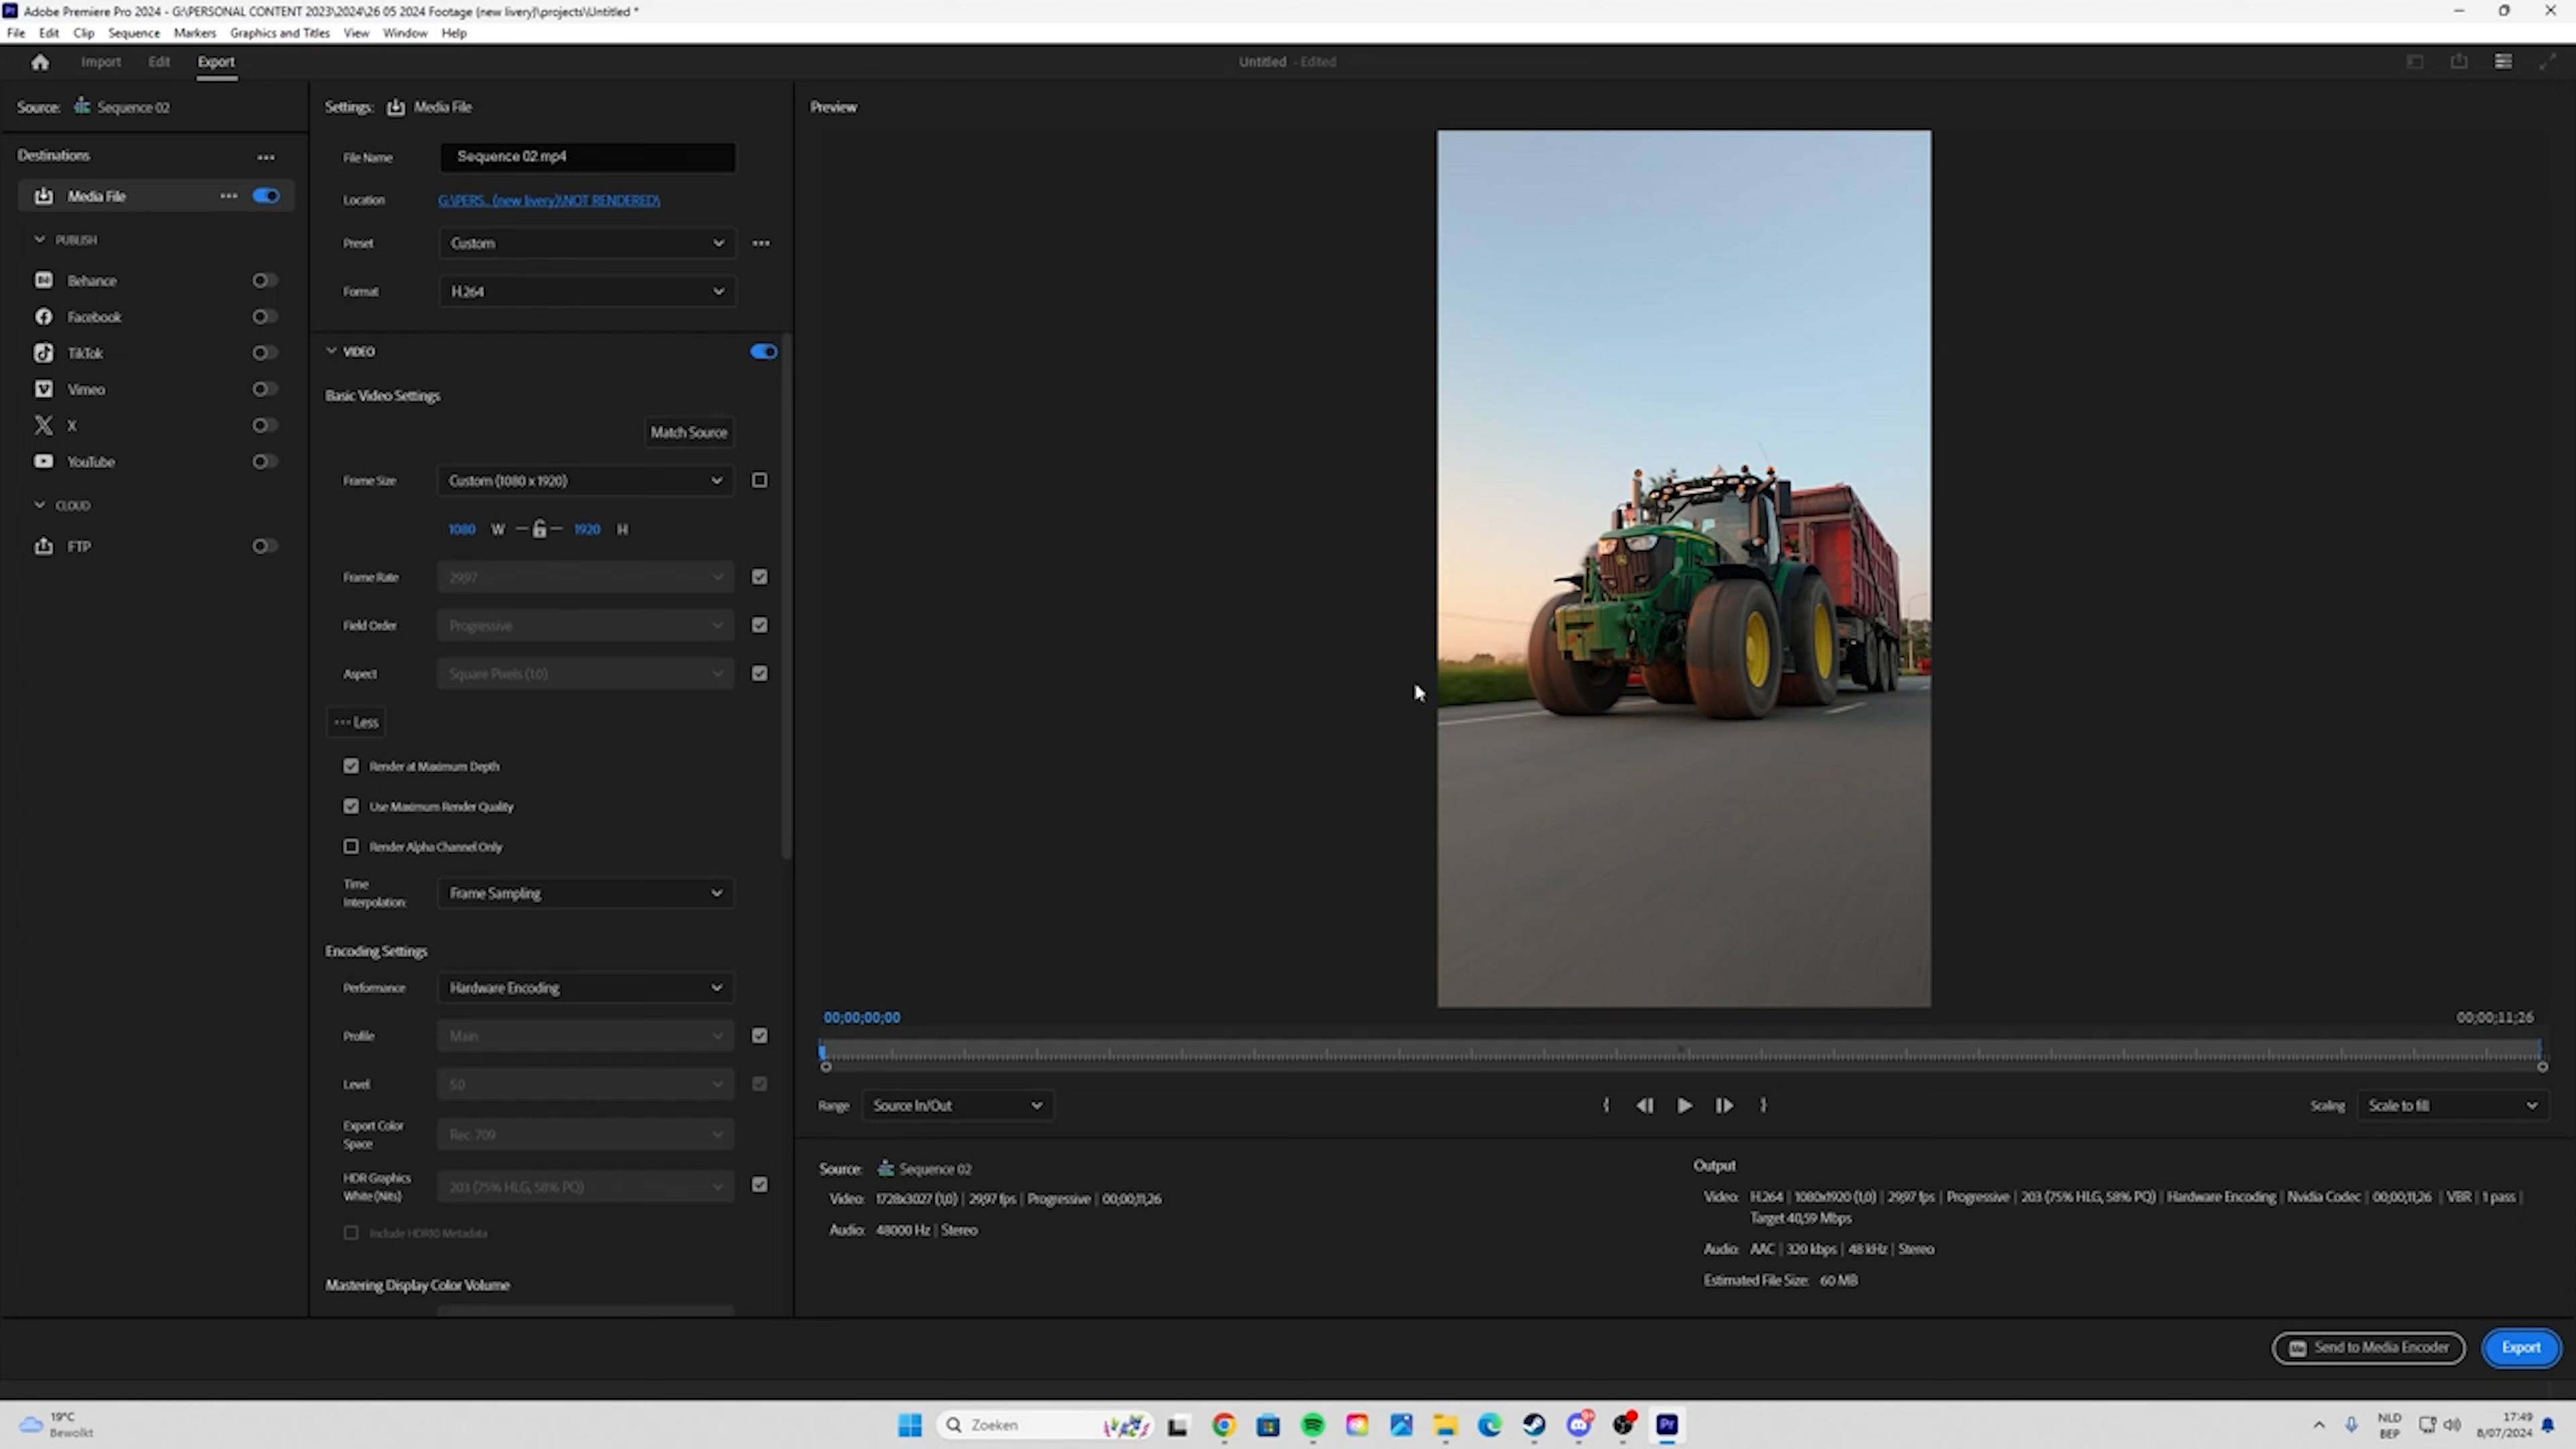 Adobe Premiere Pro 2024 - G:\PERSONAL CONTENT 2023\2024\26 05 2024 Footage (new livery)\projects\Untitled *
File Edit Clip Sequence Markers Graphics and Titles View Window Help
Import Edit Export
Untitled - Edited
Source: Sequence 02
Destinations
Media File
PUBLISH
Behance
Facebook
TikTok
Vimeo
X
YouTube
CLOUD
FTP
Settings: Media File
File Name Sequence 02.mp4
Location G:\PERS... (new livery)\NOT RENDERED\
Preset Custom
Format H.264
VIDEO
Basic Video Settings
Match Source
Frame Size Custom (1080 x 1920)
1080 W 1920 H
Frame Rate 29,97
Field Order Progressive
Aspect Square Pixels (1.0)
Less
Render at Maximum Depth
Use Maximum Render Quality
Render Alpha Channel Only
Time
Interpolation: Frame Sampling
Encoding Settings
Performance Hardware Encoding
Profile Main
Level 5.0
Export Color
Space Rec. 709
HDR Graphics
White (Nits) 203 (75% HLG, 58% PQ)
Include HDR10 Metadata
Mastering Display Color Volume
Preview
00;00;00;00
00;00;11;26
Range Source In/Out
Scaling Scale to fill
Source: Sequence 02
Video: 1728x3027 (1,0) | 29,97 fps | Progressive | 00;00;11;26
Audio: 48000 Hz | Stereo
Output
Video: H.264 | 1080x1920 (1,0) | 29,97 fps | Progressive | 203 (75% HLG, 58% PQ) | Hardware Encoding | Nvidia Codec | 00;00;11;26 | VBR | 1 pass |
Target 40,59 Mbps
Audio: AAC | 320 kbps | 48 kHz | Stereo
Estimated File Size: 60 MB
Send to Media Encoder
Export
19°C
Bewolkt
Zoeken
NLD
BEP
17:49
8/07/2024